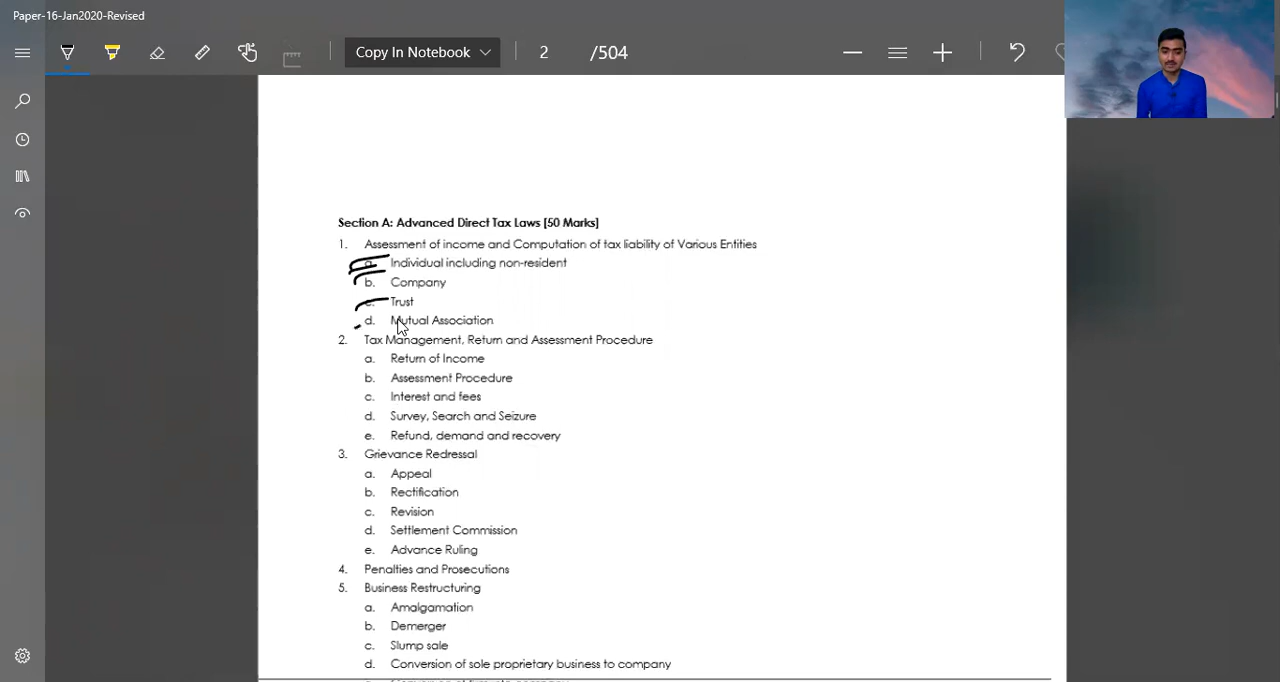 Paper-16-Jan2020-Revised
Copy In Notebook 2 /504
Section A: Advanced Direct Tax Laws [50 Marks]
1. Assessment of income and Computation of tax liability of Various Entities
a. Individual including non-resident
b. Company
c. Trust
d. Mutual Association
2. Tax Management, Return and Assessment Procedure
a. Return of Income
b. Assessment Procedure
c. Interest and fees
d. Survey, Search and Seizure
e. Refund, demand and recovery
3. Grievance Redressal
a. Appeal
b. Rectification
c. Revision
d. Settlement Commission
e. Advance Ruling
4. Penalties and Prosecutions
5. Business Restructuring
a. Amalgamation
b. Demerger
c. Slump sale
d. Conversion of sole proprietary business to company